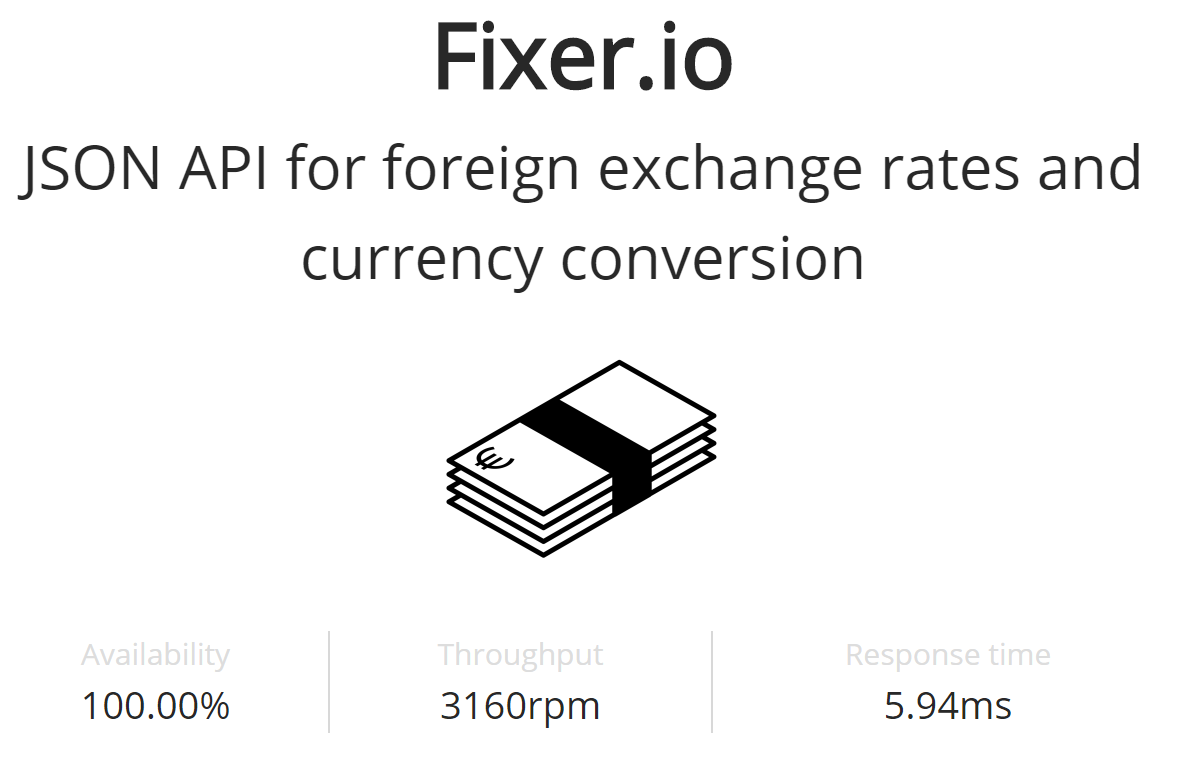 Fixer.io
JSON API for foreign exchange rates and
currency conversion
€
Availability Throughput Response time
100.00% 3160rpm 5.94ms